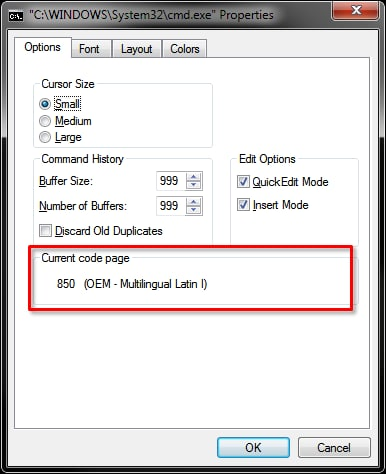 "C:\WINDOWS\System32\cmd.exe" Properties
Options Font Layout Colors
Cursor Size
Small
Medium
Large
Command History
Buffer Size: 999
Number of Buffers: 999
Discard Old Duplicates
Edit Options
QuickEdit Mode
Insert Mode
Current code page
850 (OEM - Multilingual Latin I)
OK Cancel